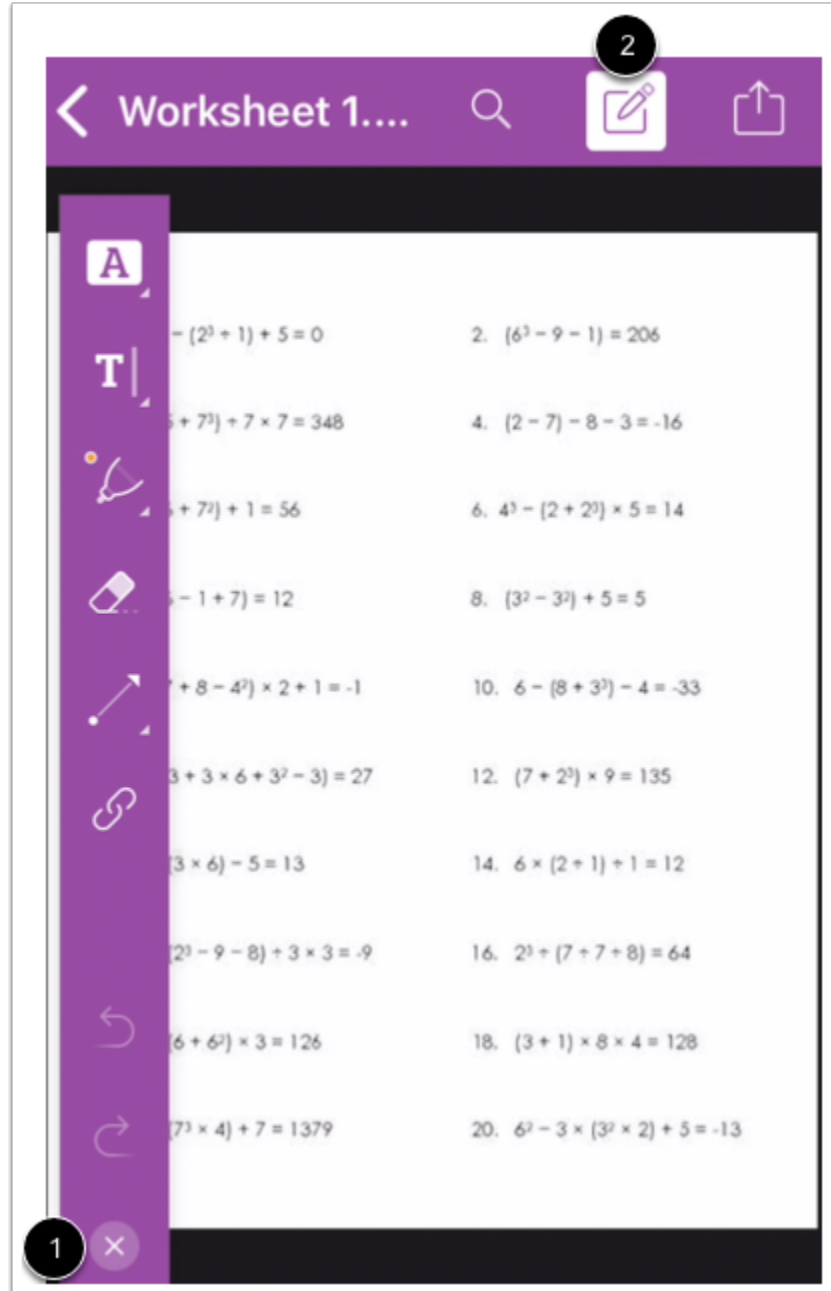 2
Worksheet 1....
A
T
– (2³ ÷ 1) + 5 = 0 2. (6³ – 9 – 1) = 206
+ 7³) ÷ 7 × 7 = 348 4. (2 – 7) – 8 – 3 = -16
+ 7²) + 1 = 56 6. 4³ – (2 + 2³) × 5 = 14
– 1 + 7) = 12 8. (3² – 3²) + 5 = 5
+ 8 – 4²) × 2 + 1 = -1 10. 6 – (8 + 3³) – 4 = -33
3 + 3 × 6 + 3² – 3) = 27 12. (7 + 2³) × 9 = 135
(3 × 6) – 5 = 13 14. 6 × (2 ÷ 1) ÷ 1 = 12
(2³ – 9 – 8) ÷ 3 × 3 = -9 16. 2³ ÷ (7 ÷ 7 ÷ 8) = 64
(6 + 6²) × 3 = 126 18. (3 + 1) × 8 × 4 = 128
(7³ × 4) + 7 = 1379 20. 6² – 3 × (3² × 2) + 5 = -13
1